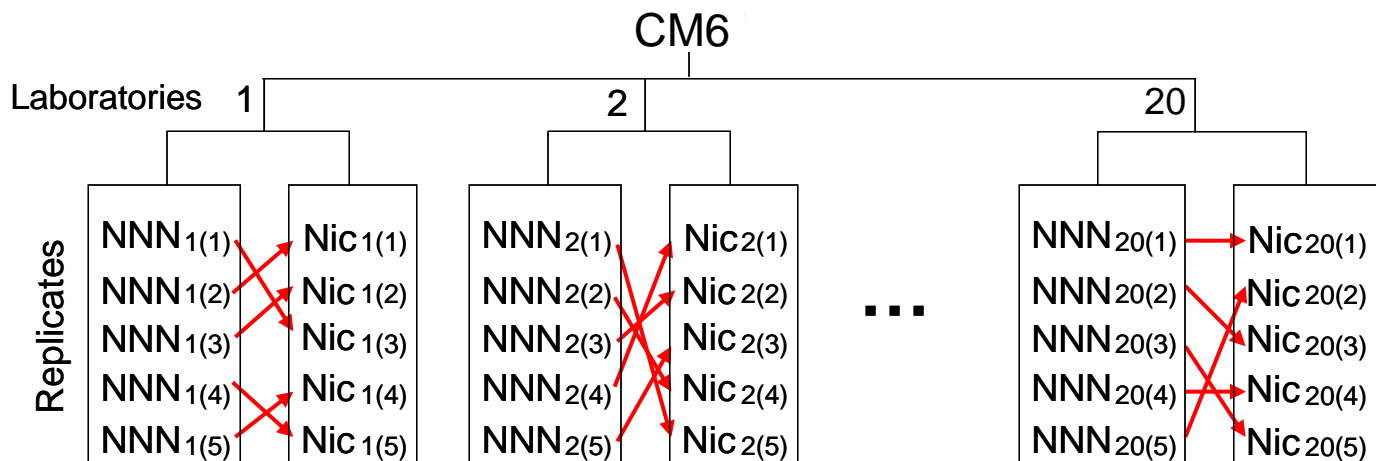 CM6
Laboratories 1 2 20
Replicates
NNN1(1) Nic1(1) NNN2(1) Nic2(1) NNN20(1) Nic20(1)
NNN1(2) Nic1(2) NNN2(2) Nic2(2) NNN20(2) Nic20(2)
NNN1(3) Nic1(3) NNN2(3) Nic2(3) ... NNN20(3) Nic20(3)
NNN1(4) Nic1(4) NNN2(4) Nic2(4) NNN20(4) Nic20(4)
NNN1(5) Nic1(5) NNN2(5) Nic2(5) NNN20(5) Nic20(5)